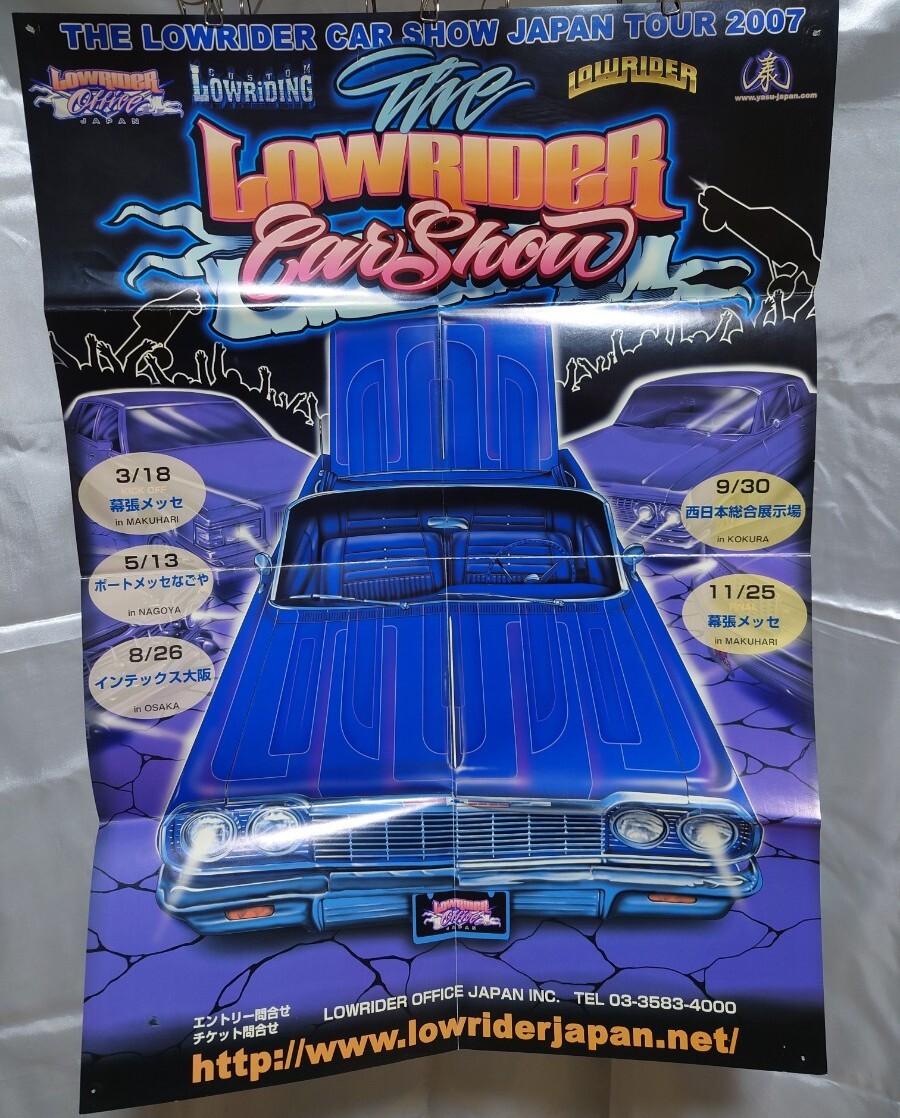 THE LOWRIDER CAR SHOW JAPAN TOUR 2007
LOWRIDER
Office
JAPAN
CUSTOM
LOWRiDiNG
LOWRIDER
www.yasu-japan.com
The
LOWRIDER
Car Show
3/18
幕張メッセ
in MAKUHARI
5/13
ポートメッセなごや
in NAGOYA
8/26
インテックス大阪
in OSAKA
9/30
西日本総合展示場
in KOKURA
11/25
FINAL
幕張メッセ
in MAKUHARI
LOWRIDER
Office
JAPAN
エントリー問合せ
チケット問合せ
LOWRIDER OFFICE JAPAN INC. TEL 03-3583-4000
http://www.lowriderjapan.net/